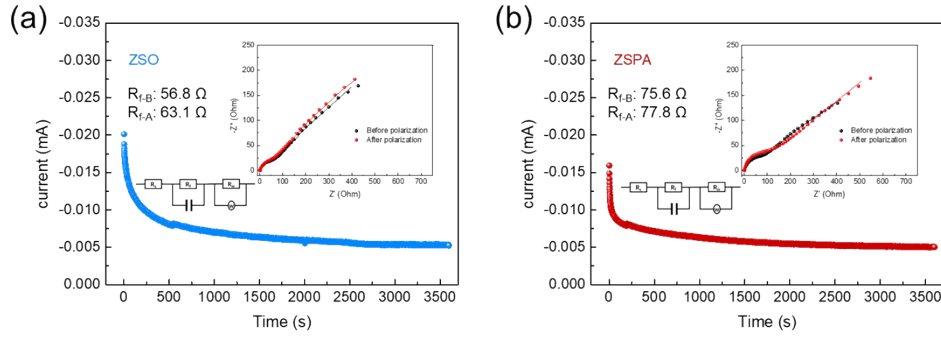 (a)
-0.035
-0.030
-0.025
-0.020
-0.015
-0.010
-0.005
0.000
current (mA)
0 500 1000 1500 2000 2500 3000 3500
Time (s)
ZSO
R_f-B: 56.8 Ω
R_f-A: 63.1 Ω
250
200
150
100
50
0
-Z" (Ohm)
0 100 200 300 400 500 600 700
Z' (Ohm)
Before polarization
After polarization
(b)
-0.035
-0.030
-0.025
-0.020
-0.015
-0.010
-0.005
0.000
current (mA)
0 500 1000 1500 2000 2500 3000 3500
Time (s)
ZSPA
R_f-B: 75.6 Ω
R_f-A: 77.8 Ω
250
200
150
100
50
0
-Z" (Ohm)
0 100 200 300 400 500 600 700
Z' (Ohm)
Before polarization
After polarization